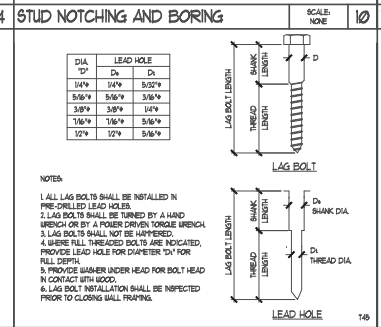 4 STUD NOTCHING AND BORING
SCALE:
NONE
10
DIA.
"D"
LEAD HOLE
Ds
Dt
1/4"φ 1/4"φ 5/32"φ
5/16"φ 5/16"φ 3/16"φ
3/8"φ 3/8"φ 1/4"φ
7/16"φ 7/16"φ 5/16"φ
1/2"φ 1/2"φ 5/16"φ
LAG BOLT LENGTH
SHANK
LENGTH
THREAD
LENGTH
D
LAG BOLT
NOTES:
1. ALL LAG BOLTS SHALL BE INSTALLED IN
PRE-DRILLED LEAD HOLES.
2. LAG BOLTS SHALL BE TURNED BY A HAND
WRENCH OR BY A POWER DRIVEN TORQUE WRENCH.
3. LAG BOLTS SHALL NOT BE HAMMERED.
4. WHERE FULL THREADED BOLTS ARE INDICATED,
PROVIDE LEAD HOLE FOR DIAMETER "Dt" FOR
FULL DEPTH.
5. PROVIDE WASHER UNDER HEAD FOR BOLT HEAD
IN CONTACT WITH WOOD.
6. LAG BOLT INSTALLATION SHALL BE INSPECTED
PRIOR TO CLOSING WALL FRAMING.
LAG BOLT LENGTH
SHANK
LENGTH
THREAD
LENGTH
Ds
SHANK DIA.
Dt
THREAD DIA.
LEAD HOLE
T45